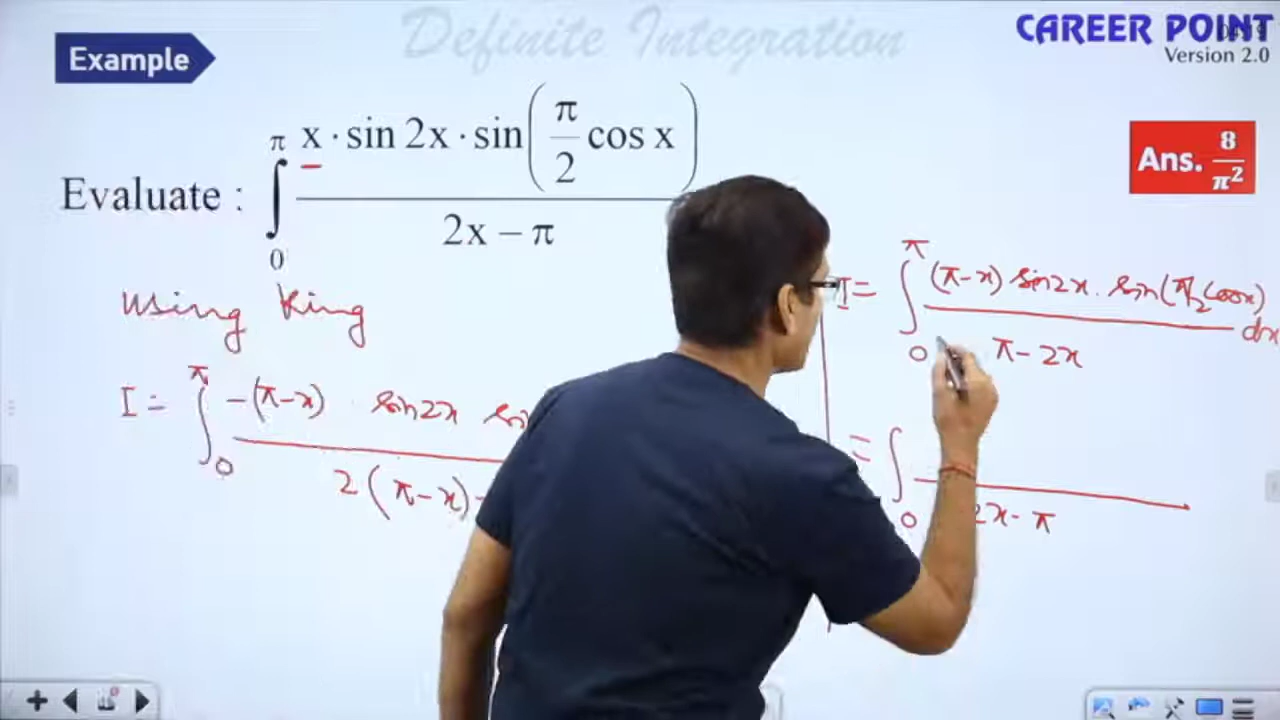 Definite Integration
CAREER POINT
Version 2.0
Example
Evaluate : ∫₀^π (x · sin 2x · sin(π/2 cos x)) / (2x – π)
Ans. 8/π²
Using King
I = ∫₀^π -(π-x) sin2x sin
2(π-x)-
I = ∫₀^π ((π-x) sin2x . sin(π/2 cosx)) / (π-2x) dx
= ∫₀ 2x-π